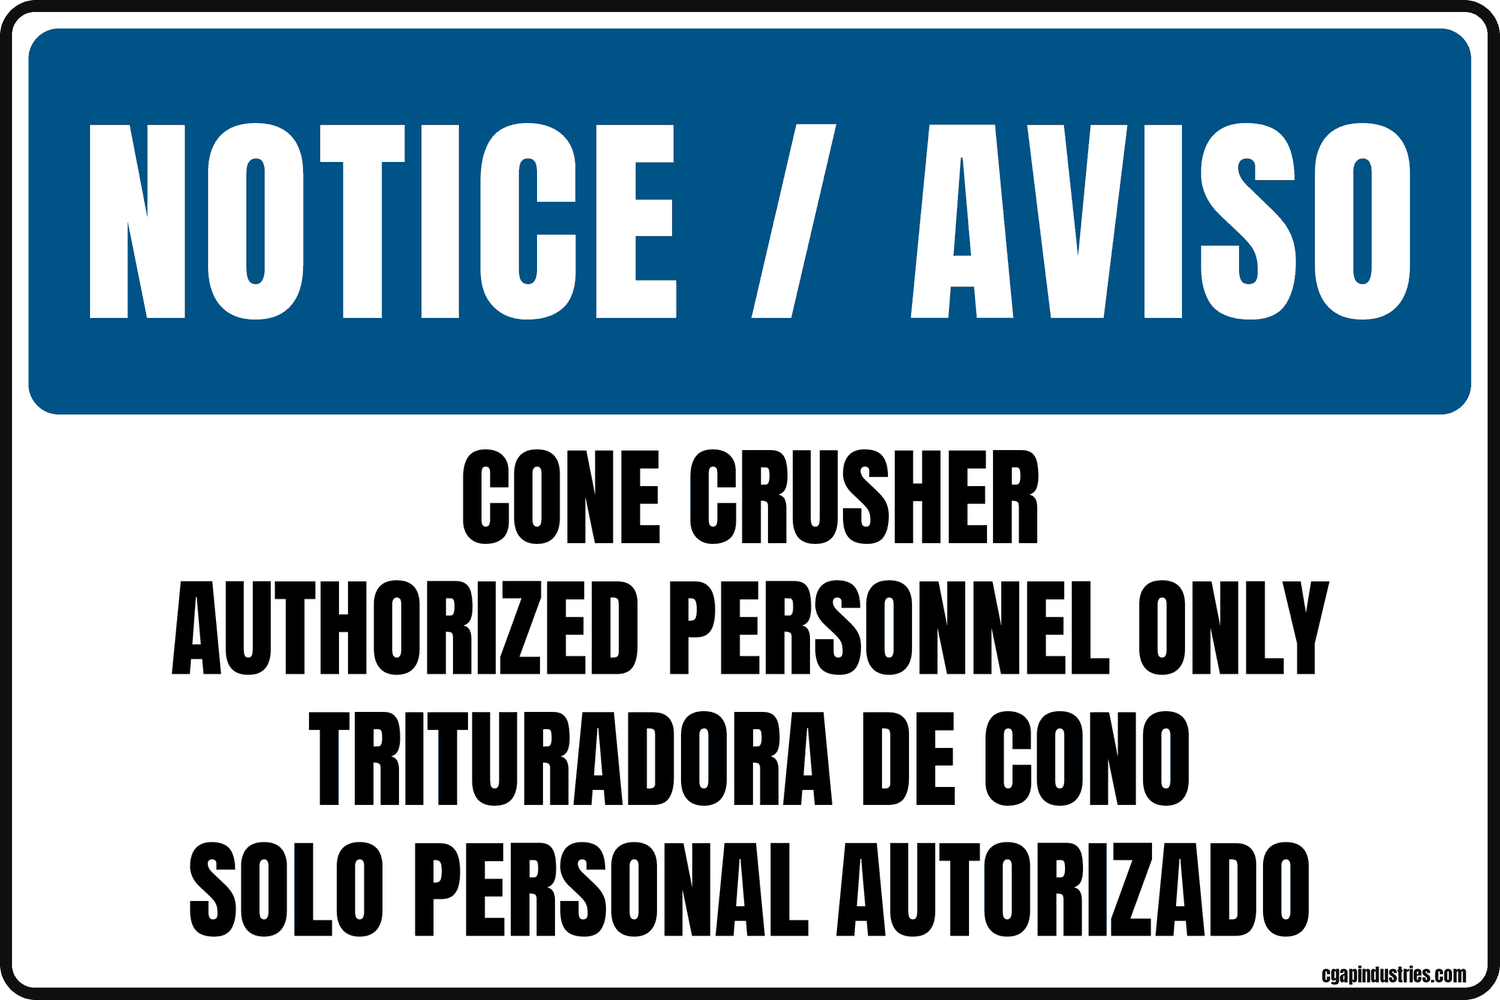 NOTICE / AVISO
CONE CRUSHER
AUTHORIZED PERSONNEL ONLY
TRITURADORA DE CONO
SOLO PERSONAL AUTORIZADO
cgapindustries.com